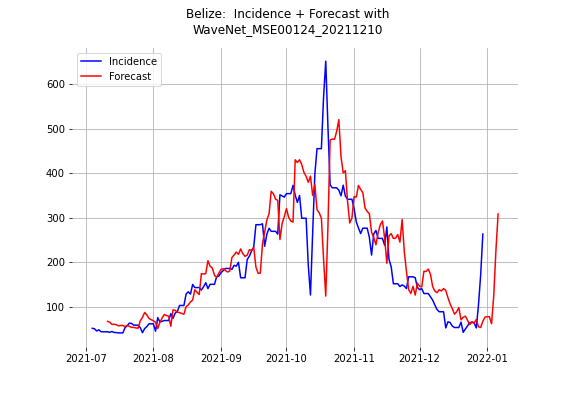 Belize:  Incidence + Forecast with
WaveNet_MSE00124_20211210
Incidence
Forecast
600
500
400
300
200
100
2021-07 2021-08 2021-09 2021-10 2021-11 2021-12 2022-01